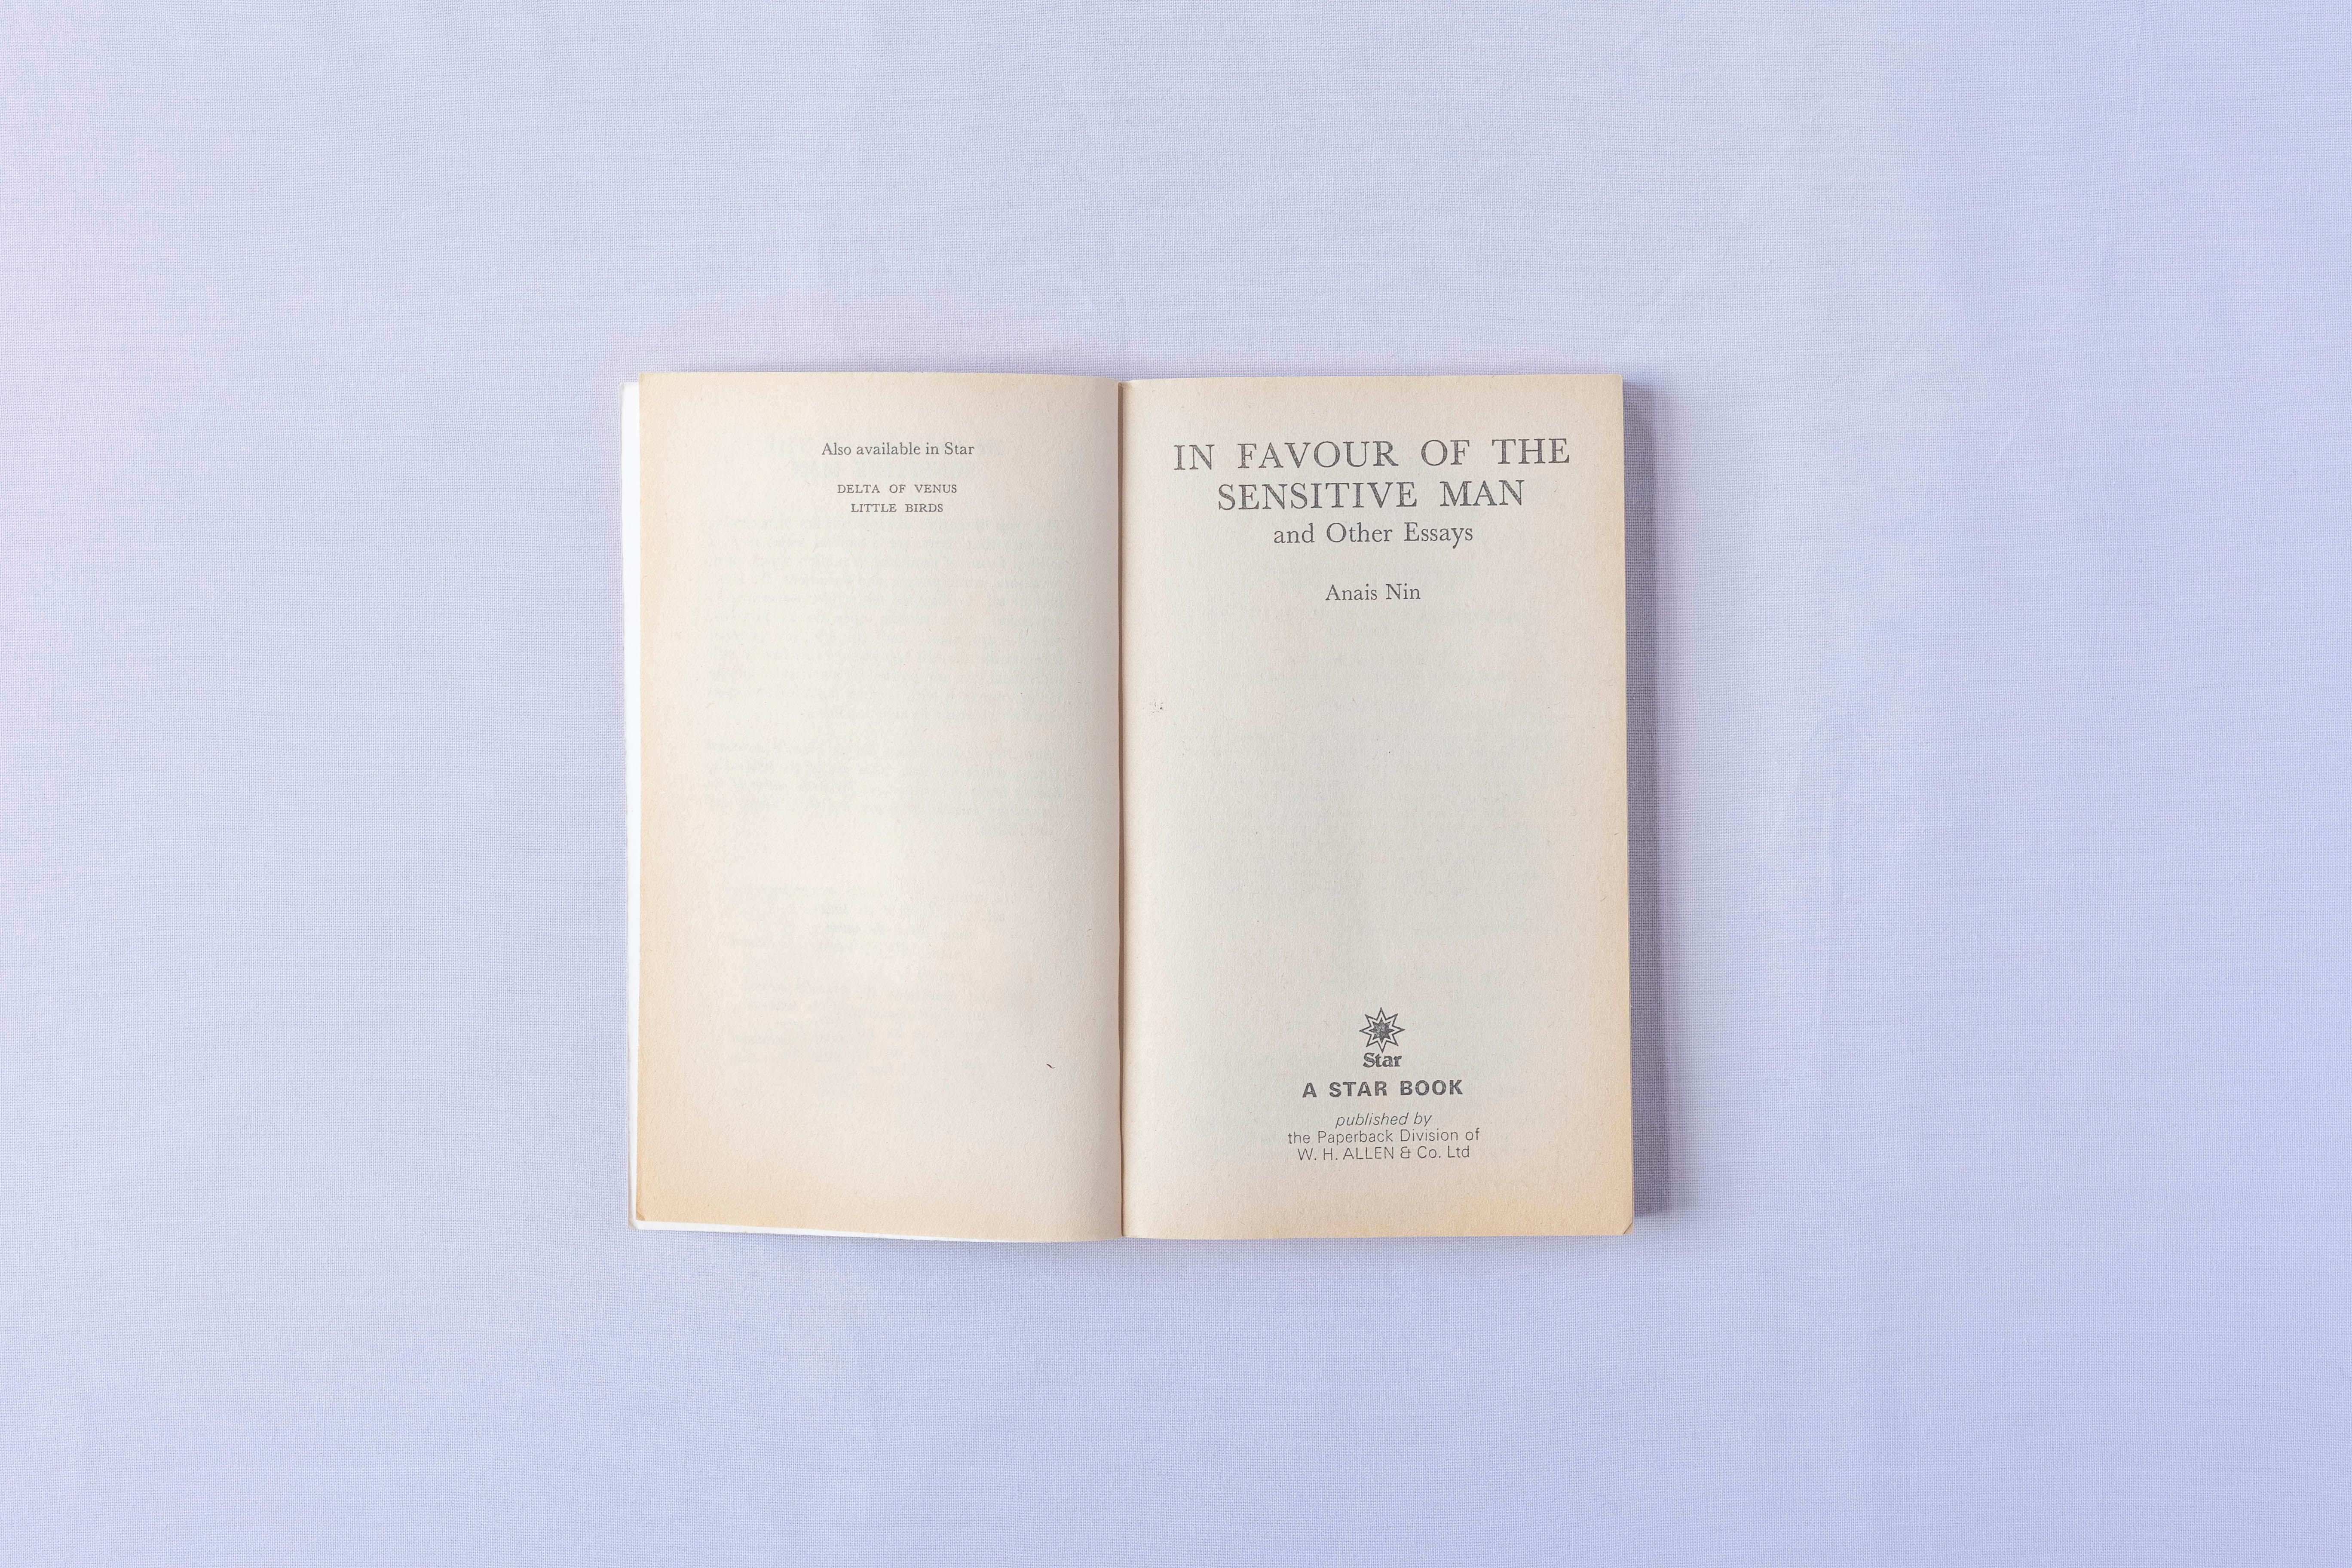 Also available in Star
DELTA OF VENUS
LITTLE BIRDS
IN FAVOUR OF THE
SENSITIVE MAN
and Other Essays
Anais Nin
Star
A STAR BOOK
published by
the Paperback Division of
W. H. ALLEN & Co. Ltd